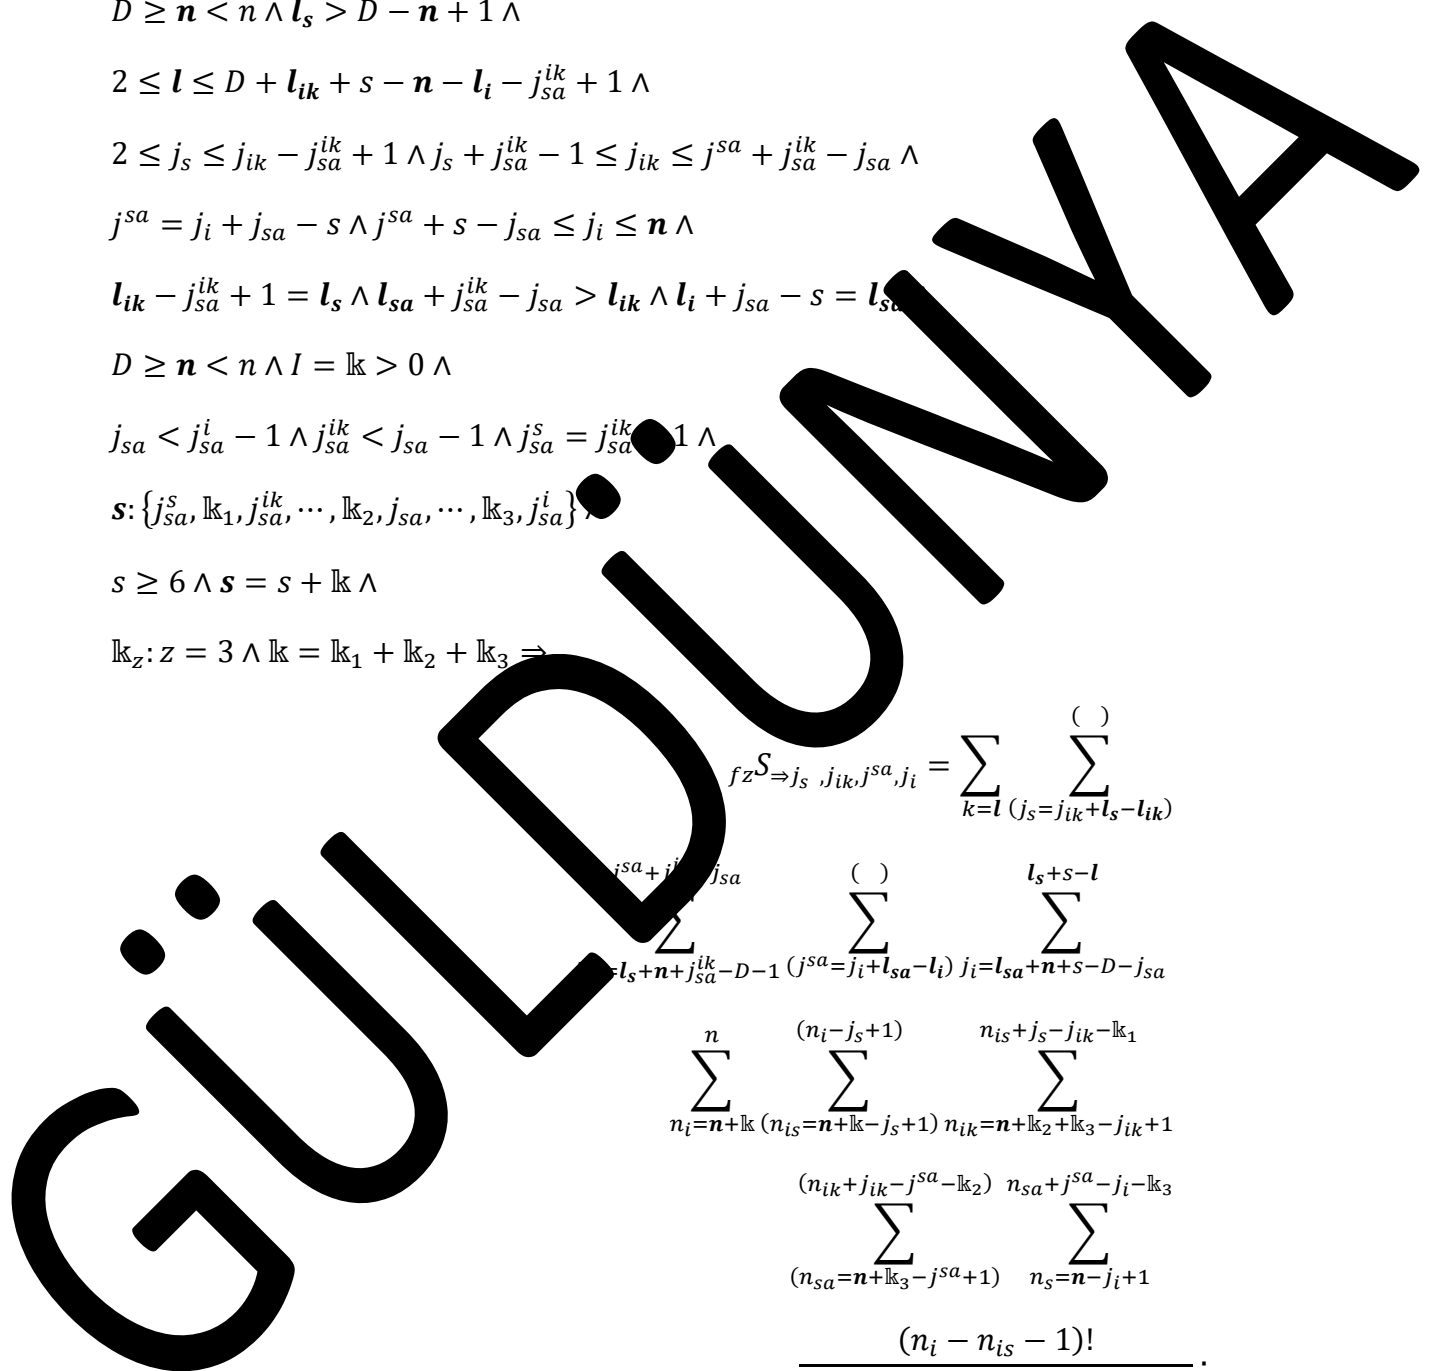 D ≥ n < n ∧ l_s > D − n + 1 ∧
2 ≤ l ≤ D + l_ik + s − n − l_i − j_sa^ik + 1 ∧
2 ≤ j_s ≤ j_ik − j_sa^ik + 1 ∧ j_s + j_sa^ik − 1 ≤ j_ik ≤ j^sa + j_sa^ik − j_sa ∧
j^sa = j_i + j_sa − s ∧ j^sa + s − j_sa ≤ j_i ≤ n ∧
l_ik − j_sa^ik + 1 = l_s ∧ l_sa + j_sa^ik − j_sa > l_ik ∧ l_i + j_sa − s = l_sa
D ≥ n < n ∧ I = 𝕜 > 0 ∧
j_sa < j_sa^i − 1 ∧ j_sa^ik < j_sa − 1 ∧ j_sa^s = j_sa^ik 1 ∧
s: {j_sa^s, 𝕜_1, j_sa^ik, ⋯, 𝕜_2, j_sa, ⋯, 𝕜_3, j_sa^i} ∧
s ≥ 6 ∧ s = s + 𝕜 ∧
𝕜_z: z = 3 ∧ 𝕜 = 𝕜_1 + 𝕜_2 + 𝕜_3 ⇒
( )
fzS⇒j_s ,j_ik,j^sa,j_i = ∑ ∑
k=l (j_s=j_ik+l_s−l_ik)
j^sa+j j_sa ( ) l_s+s−l
∑ ∑ ∑
=l_s+n+j_sa^ik−D−1 (j^sa=j_i+l_sa−l_i) j_i=l_sa+n+s−D−j_sa
n (n_i−j_s+1) n_is+j_s−j_ik−𝕜_1
∑ ∑ ∑
n_i=n+𝕜 (n_is=n+𝕜−j_s+1) n_ik=n+𝕜_2+𝕜_3−j_ik+1
(n_ik+j_ik−j^sa−𝕜_2) n_sa+j^sa−j_i−𝕜_3
∑ ∑
(n_sa=n+𝕜_3−j^sa+1) n_s=n−j_i+1
(n_i − n_is − 1)!
.
GÜLDÜNYA